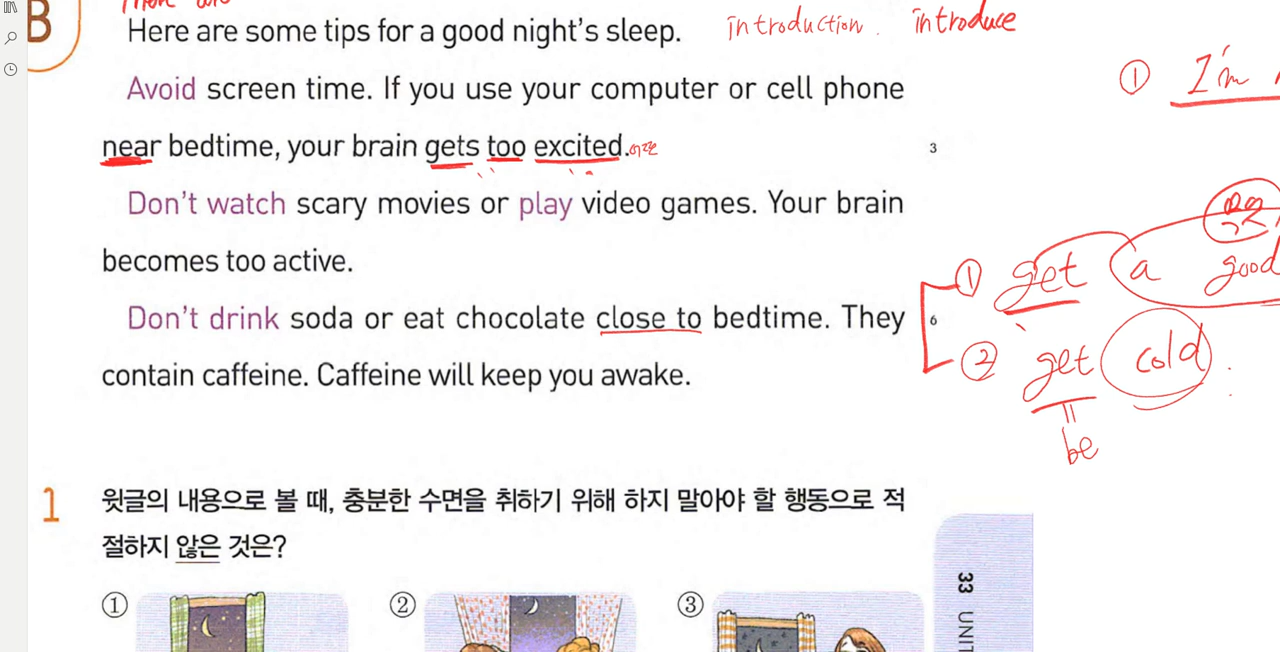 B
Here are some tips for a good night's sleep.
introduction. introduce
Avoid screen time. If you use your computer or cell phone
near bedtime, your brain gets too excited.
3
Don't watch scary movies or play video games. Your brain
becomes too active.
Don't drink soda or eat chocolate close to bedtime. They
6
contain caffeine. Caffeine will keep you awake.
① I'm
① get a good
② get cold
be
1 윗글의 내용으로 볼 때, 충분한 수면을 취하기 위해 하지 말아야 할 행동으로 적
절하지 않은 것은?
① ② ③
33